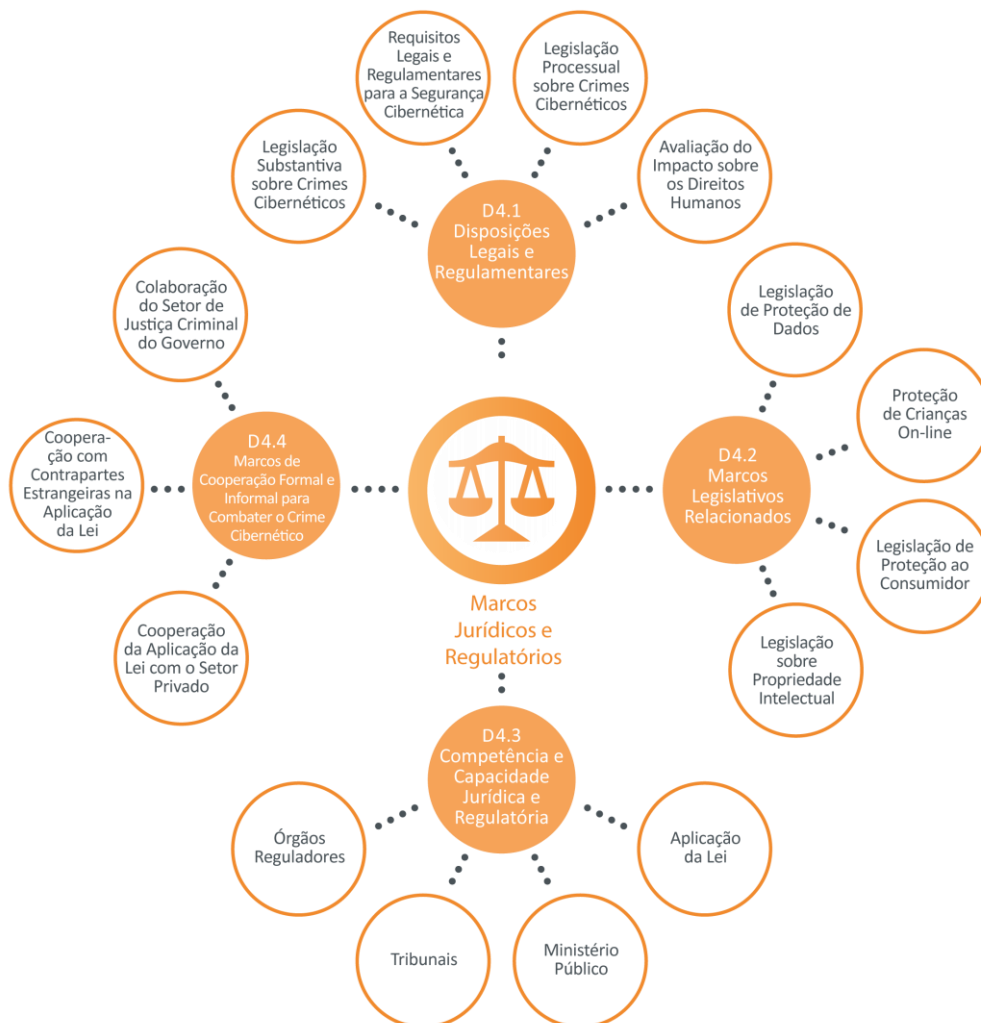 Requisitos
Legais e
Regulamentares
para a Segurança
Cibernética
Legislação
Processual
sobre Crimes
Cibernéticos
Legislação
Substantiva
sobre Crimes
Cibernéticos
Avaliação do
Impacto sobre
os Direitos
Humanos
D4.1
Disposições
Legais e
Regulamentares
Colaboração
do Setor de
Justiça Criminal
do Governo
Legislação
de Proteção de
Dados
Proteção
de Crianças
On-line
D4.4
Marcos de
Cooperação Formal e
Informal para
Combater o Crime
Cibernético
Coopera-
ção com
Contrapartes
Estrangeiras na
Aplicação
da Lei
D4.2
Marcos
Legislativos
Relacionados
Legislação de
Proteção ao
Consumidor
Marcos
Jurídicos e
Regulatórios
Cooperação
da Aplicação da
Lei com o Setor
Privado
Legislação
sobre
Propriedade
Intelectual
D4.3
Competência e
Capacidade
Jurídica e
Regulatória
Órgãos
Reguladores
Aplicação
da Lei
Tribunais
Ministério
Público